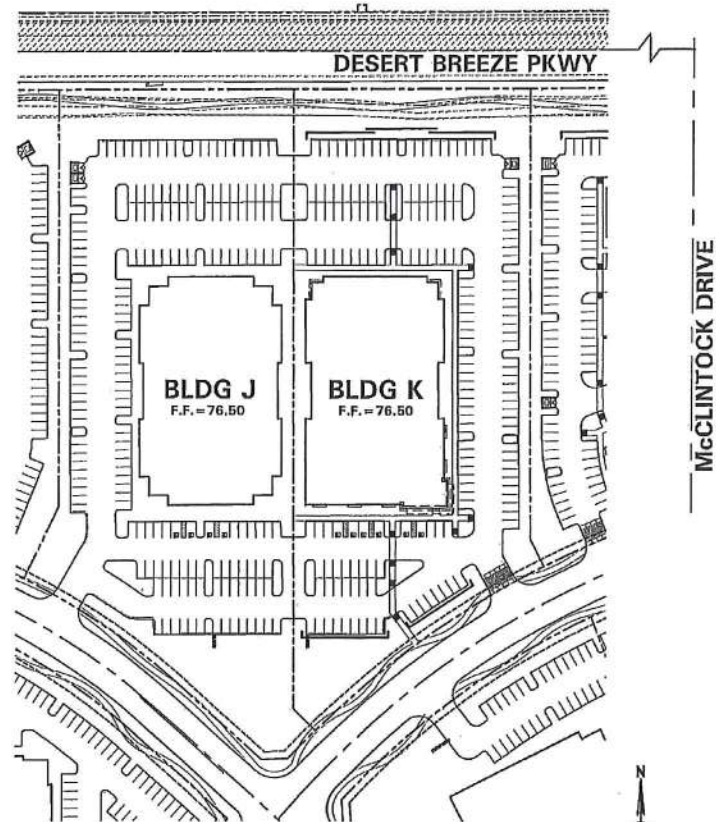 DESERT BREEZE PKWY
McCLINTOCK DRIVE
BLDG J
F.F. = 76.50
BLDG K
F.F. = 76.50
N